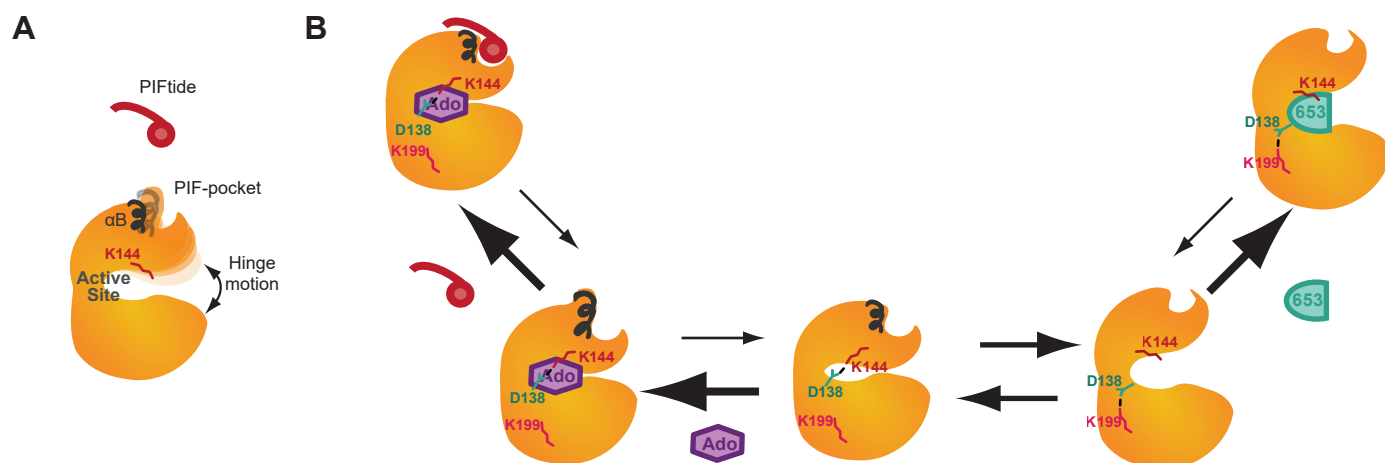 A
PIFtide
PIF-pocket
αB
K144
Active
Site
Hinge
motion
B
K144
Ado
D138
K199
K144
Ado
D138
K199
Ado
K144
D138
K199
K144
D138
K199
K144
653
D138
K199
653